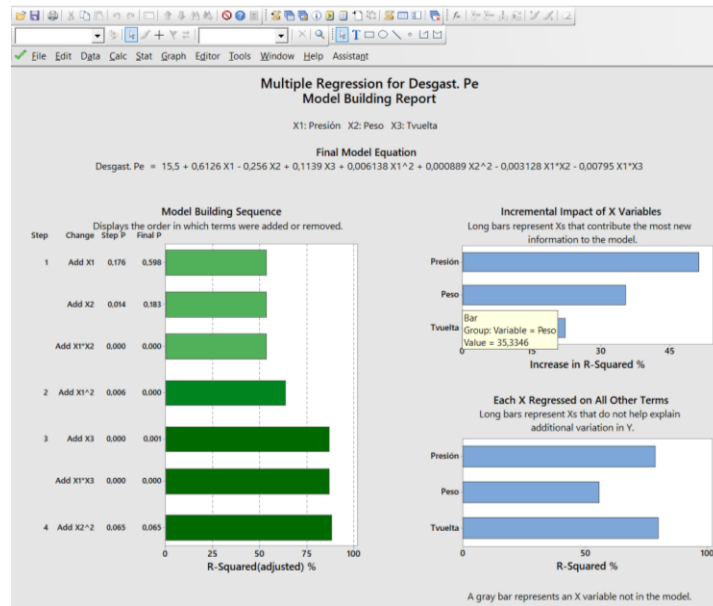 File Edit Data Calc Stat Graph Editor Tools Window Help Assistant
Multiple Regression for Desgast. Pe
Model Building Report
X1: Presión X2: Peso X3: Tvuelta
Final Model Equation
Desgast. Pe = 15,5 + 0,6126 X1 - 0,256 X2 + 0,1139 X3 + 0,006138 X1^2 + 0,000889 X2^2 - 0,003128 X1*X2 - 0,00795 X1*X3
Model Building Sequence
Displays the order in which terms were added or removed.
Step Change Step P Final P
1 Add X1 0,176 0,598
Add X2 0,014 0,183
Add X1*X2 0,000 0,000
2 Add X1^2 0,006 0,000
3 Add X3 0,000 0,001
Add X1*X3 0,000 0,000
4 Add X2^2 0,065 0,065
0 25 50 75 100
R-Squared(adjusted) %
Incremental Impact of X Variables
Long bars represent Xs that contribute the most new
information to the model.
Presión
Peso
Tvuelta
Bar
Group: Variable = Peso
Value = 35,3346
0 15 30 45
Increase in R-Squared %
Each X Regressed on All Other Terms
Long bars represent Xs that do not help explain
additional variation in Y.
Presión
Peso
Tvuelta
0 50 100
R-Squared %
A gray bar represents an X variable not in the model.